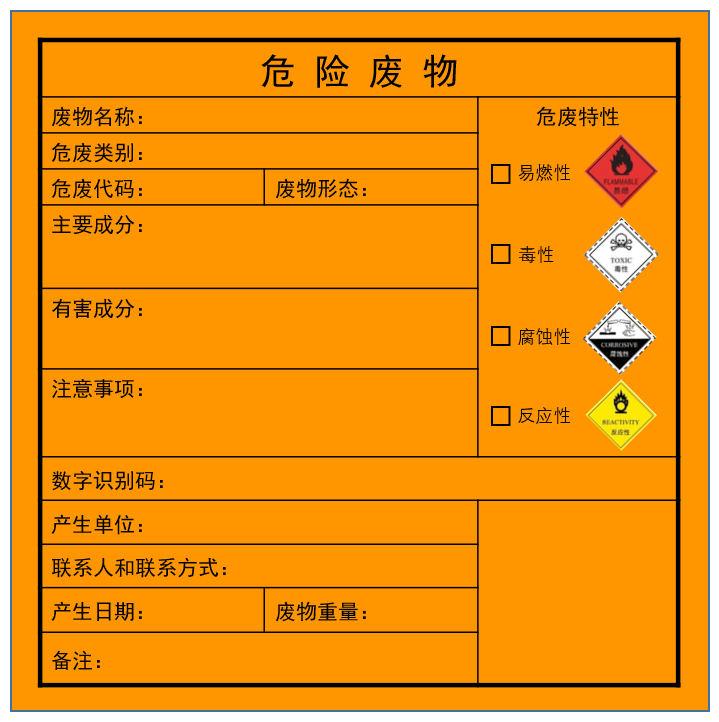 危险废物
废物名称：
危废特性
危废类别：
易燃性
FLAMMABLE
易燃
危废代码：
废物形态：
主要成分：
毒性
TOXIC
毒性
有害成分：
腐蚀性
CORROSIVE
腐蚀性
注意事项：
反应性
REACTIVITY
反应性
数字识别码：
产生单位：
联系人和联系方式：
产生日期：
废物重量：
备注：